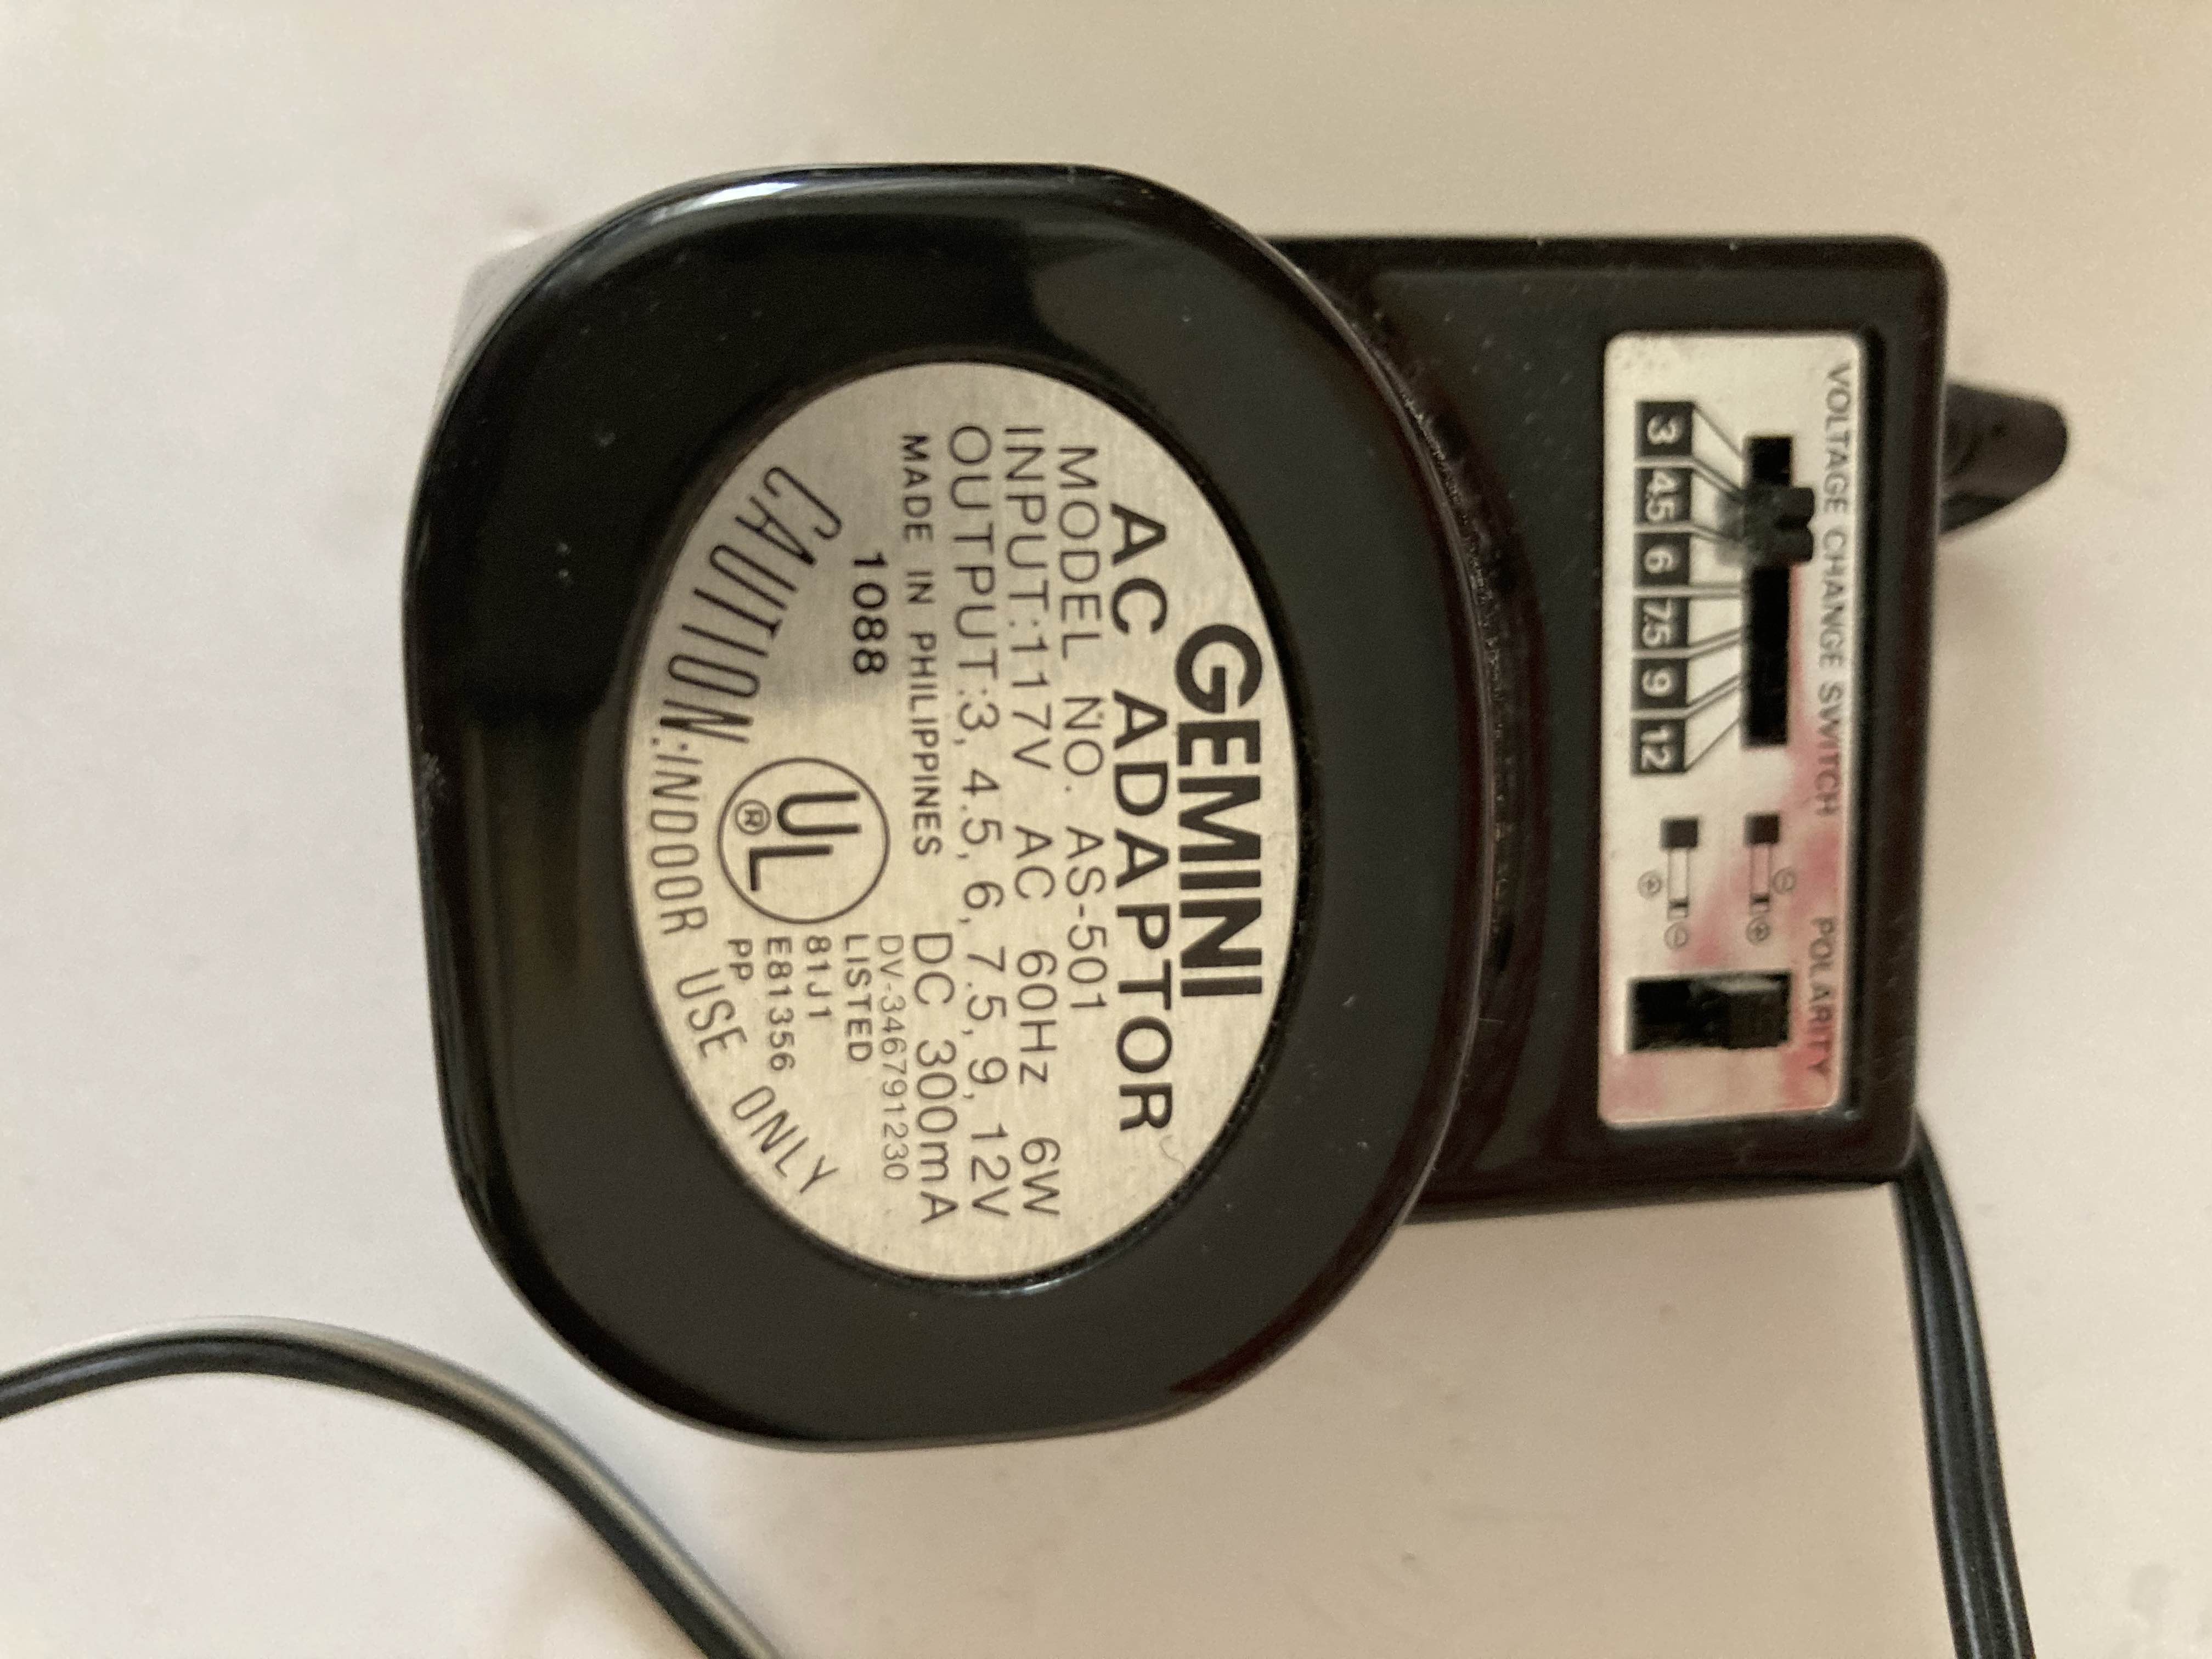 GEMINI
AC ADAPTOR
MODEL NO. AS-501
INPUT:117V AC 60Hz 6W
OUTPUT:3, 4.5, 6, 7.5, 9, 12V
MADE IN PHILIPPINES DC 300mA
DV-346791230
1088
UL
®
LISTED
81J1
E81356
PP
CAUTION:INDOOR USE ONLY
VOLTAGE CHANGE SWITCH
POLARITY
3 4.5 6 7.5 9 12
⊖ ⊕
⊕ ⊖